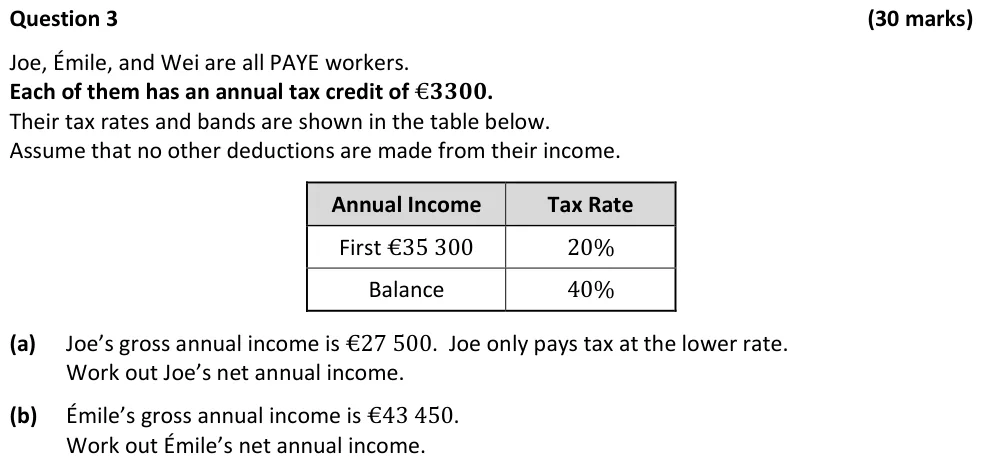 Question 3 (30 marks)
Joe, Émile, and Wei are all PAYE workers.
Each of them has an annual tax credit of €3300.
Their tax rates and bands are shown in the table below.
Assume that no other deductions are made from their income.
Annual Income Tax Rate
First €35 300 20%
Balance 40%
(a) Joe’s gross annual income is €27 500. Joe only pays tax at the lower rate.
Work out Joe’s net annual income.
(b) Émile’s gross annual income is €43 450.
Work out Émile’s net annual income.